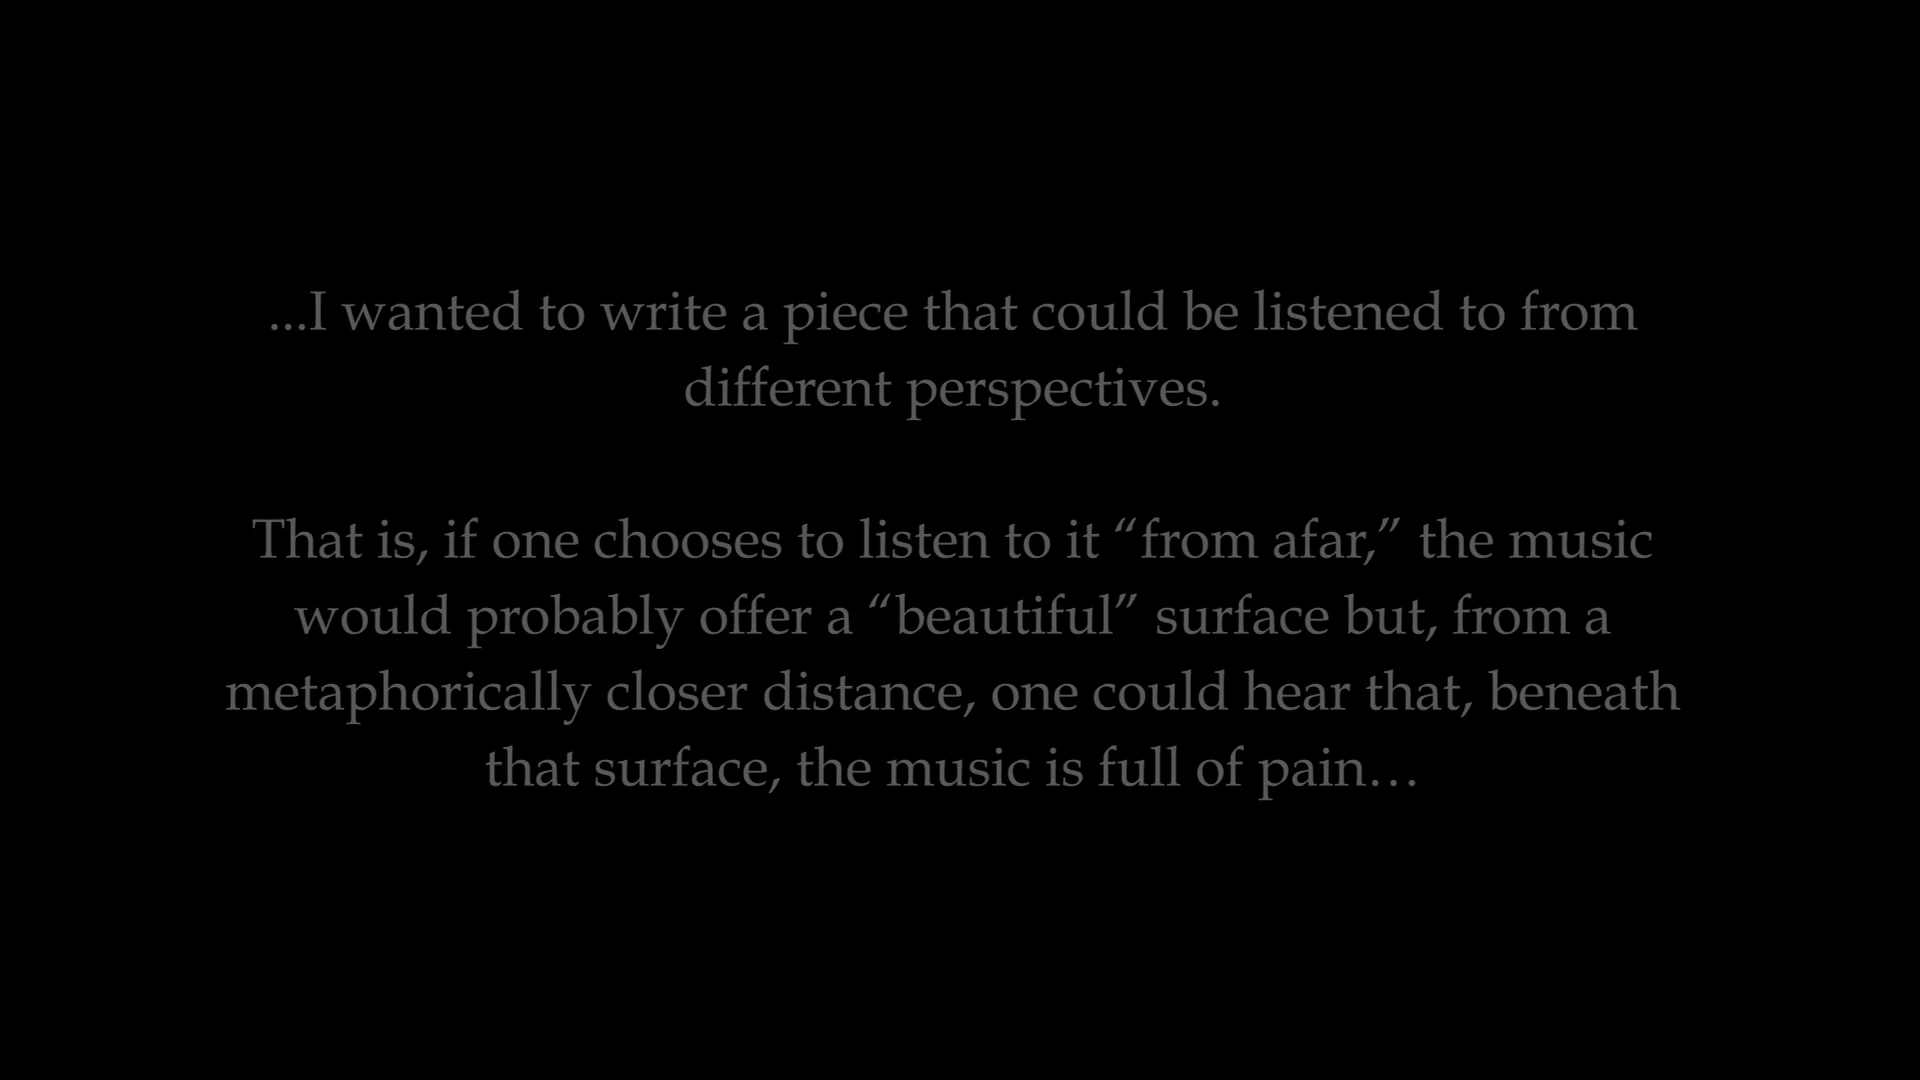 ...I wanted to write a piece that could be listened to from
different perspectives.
That is, if one chooses to listen to it “from afar,” the music
would probably offer a “beautiful” surface but, from a
metaphorically closer distance, one could hear that, beneath
that surface, the music is full of pain…